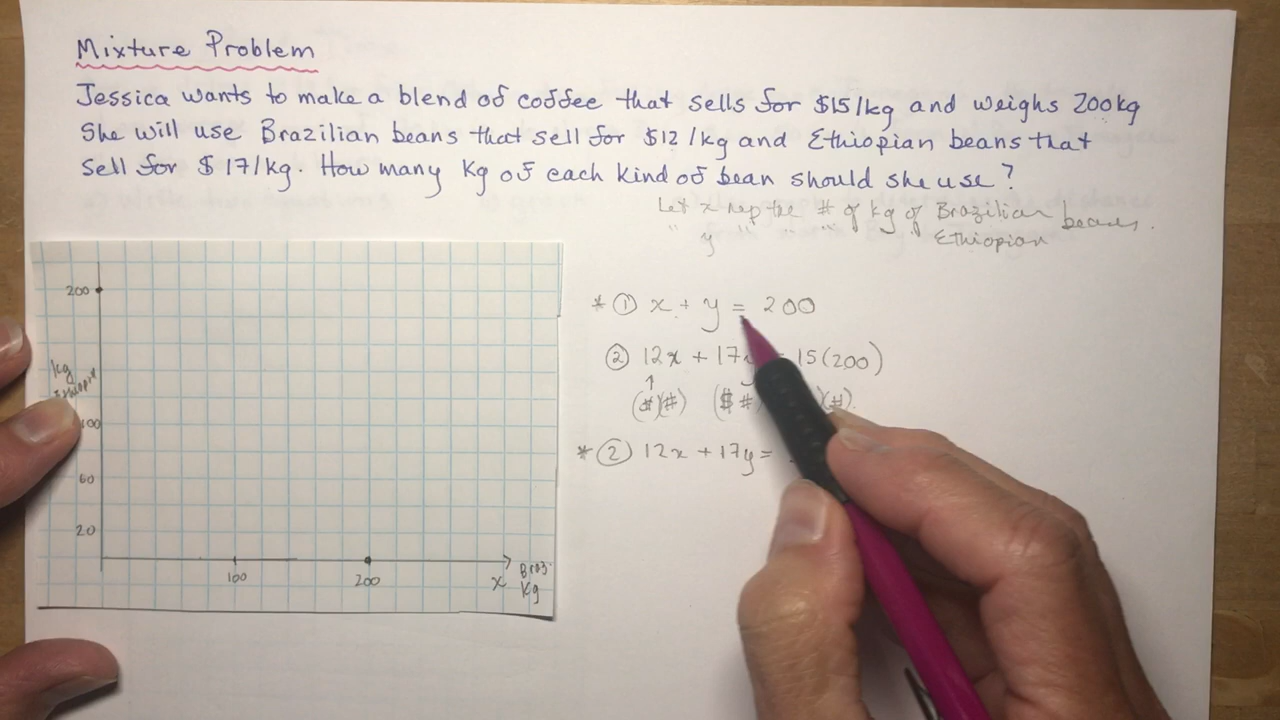 Mixture Problem
Jessica wants to make a blend of coffee that sells for $15/kg and weighs 200kg
She will use Brazilian beans that sell for $12/kg and Ethiopian beans that
sell for $17/kg. How many Kg of each kind of bean should she use?
Let x rep the # of kg of Brazilian beans.
" y " " " Ethiopian
* ① x + y = 200
② 12x + 17 15(200)
($)(#) ($ # )(#).
* ② 12x + 17y =
200
kg
100
60
20
100
200
x
Braz.
Kg